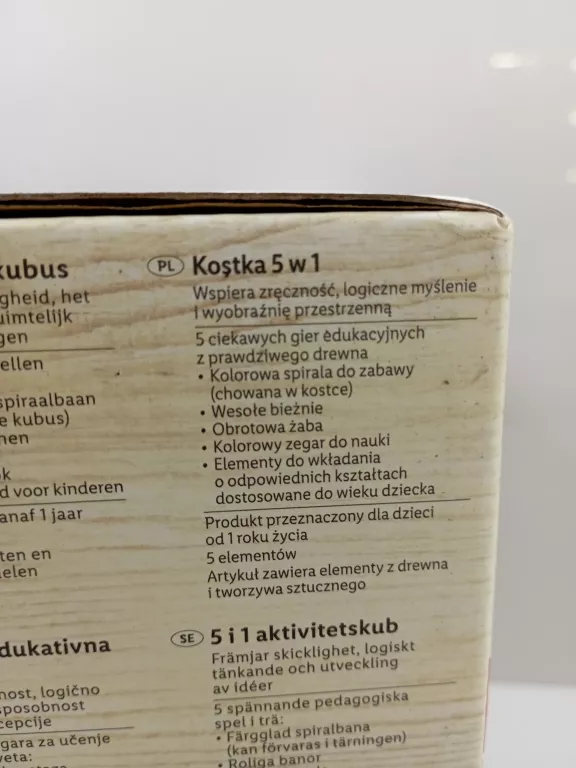 kubus
gheid, het
uimtelijk
gen
ellen
spiraalbaan
e kubus)
nen
k
d voor kinderen
anaf 1 jaar
ten en
elen
PL Kostka 5 w 1
Wspiera zręczność, logiczne myślenie
i wyobraźnię przestrzenną
5 ciekawych gier edukacyjnych
z prawdziwego drewna
• Kolorowa spirala do zabawy
(chowana w kostce)
• Wesołe bieżnie
• Obrotowa żaba
• Kolorowy zegar do nauki
• Elementy do wkładania
o odpowiednich kształtach
dostosowane do wieku dziecka
Produkt przeznaczony dla dzieci
od 1 roku życia
5 elementów
Artykuł zawiera elementy z drewna
i tworzywa sztucznego
dukativna
nost, logično
sposobnost
cepcije
gara za učenje
veta:
SE 5 i 1 aktivitetskub
Främjar skicklighet, logiskt
tänkande och utveckling
av idéer
5 spännande pedagogiska
spel i trä:
• Färgglad spiralbana
(kan förvaras i tärningen)
• Roliga banor